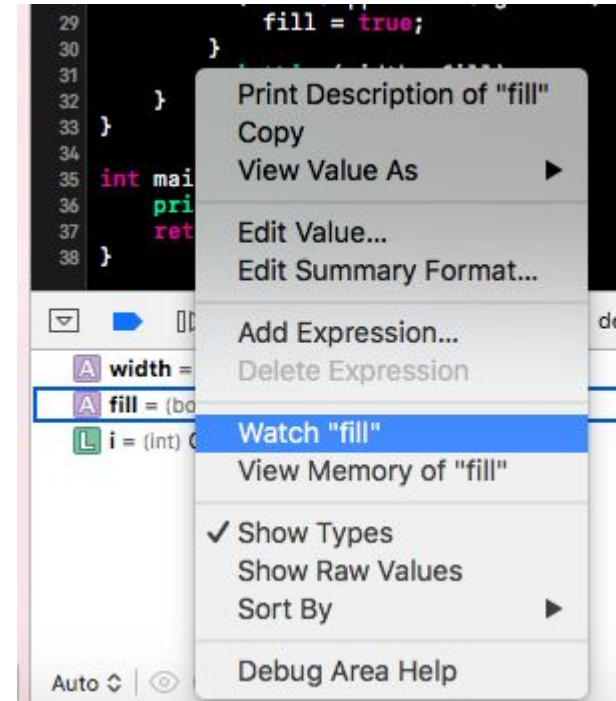 29 fill = true;
30 }
31
32 }
33 }
34
35 int mai
36 pri
37 ret
38 }
Print Description of "fill"
Copy
View Value As
Edit Value...
Edit Summary Format...
Add Expression...
Delete Expression
Watch "fill"
View Memory of "fill"
✓ Show Types
Show Raw Values
Sort By
Debug Area Help
A width =
A fill = (bo
L i = (int)
Auto